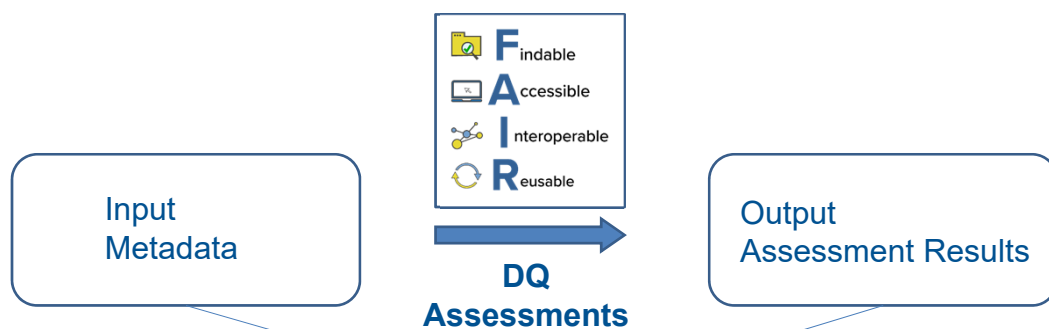 Findable
Accessible
Interoperable
Reusable
Input
Metadata
DQ
Assessments
Output
Assessment Results